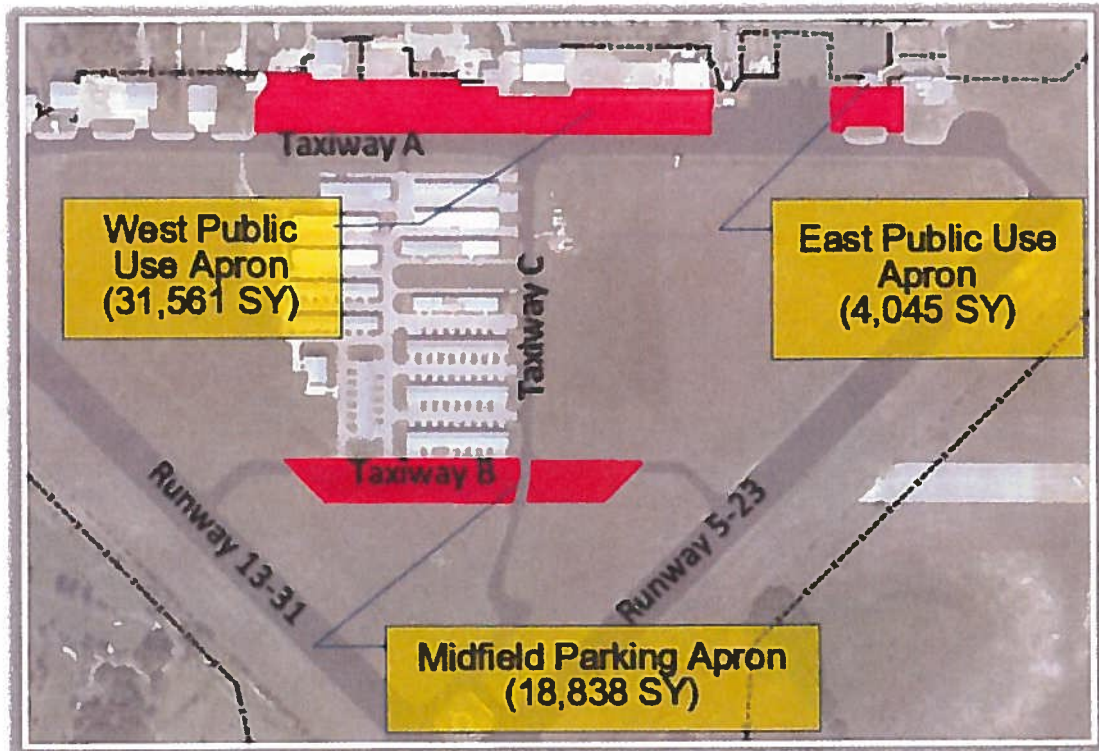 Taxiway A
West Public
Use Apron
(31,561 SY)
East Public Use
Apron
(4,045 SY)
Taxiway C
Taxiway B
Runway 13-31
Runway 5-23
Midfield Parking Apron
(18,838 SY)